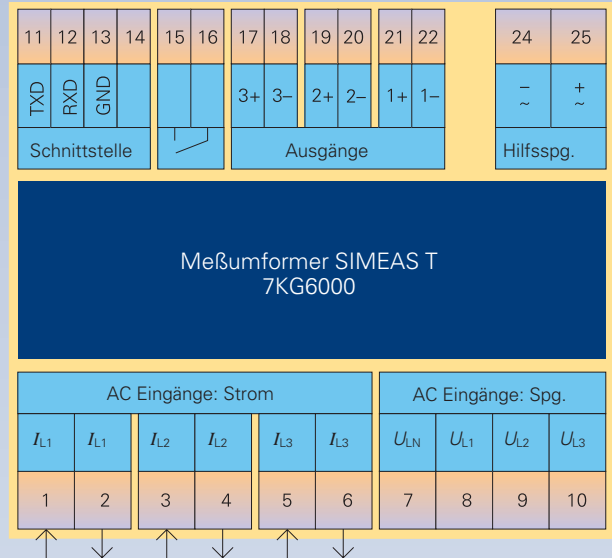 11 12 13 14 15 16 17 18 19 20 21 22 24 25
TXD RXD GND 3+ 3– 2+ 2– 1+ 1– –~ +~
Schnittstelle Ausgänge Hilfsspg.
Meßumformer SIMEAS T
7KG6000
AC Eingänge: Strom AC Eingänge: Spg.
IL1 IL1 IL2 IL2 IL3 IL3 ULN UL1 UL2 UL3
1 2 3 4 5 6 7 8 9 10